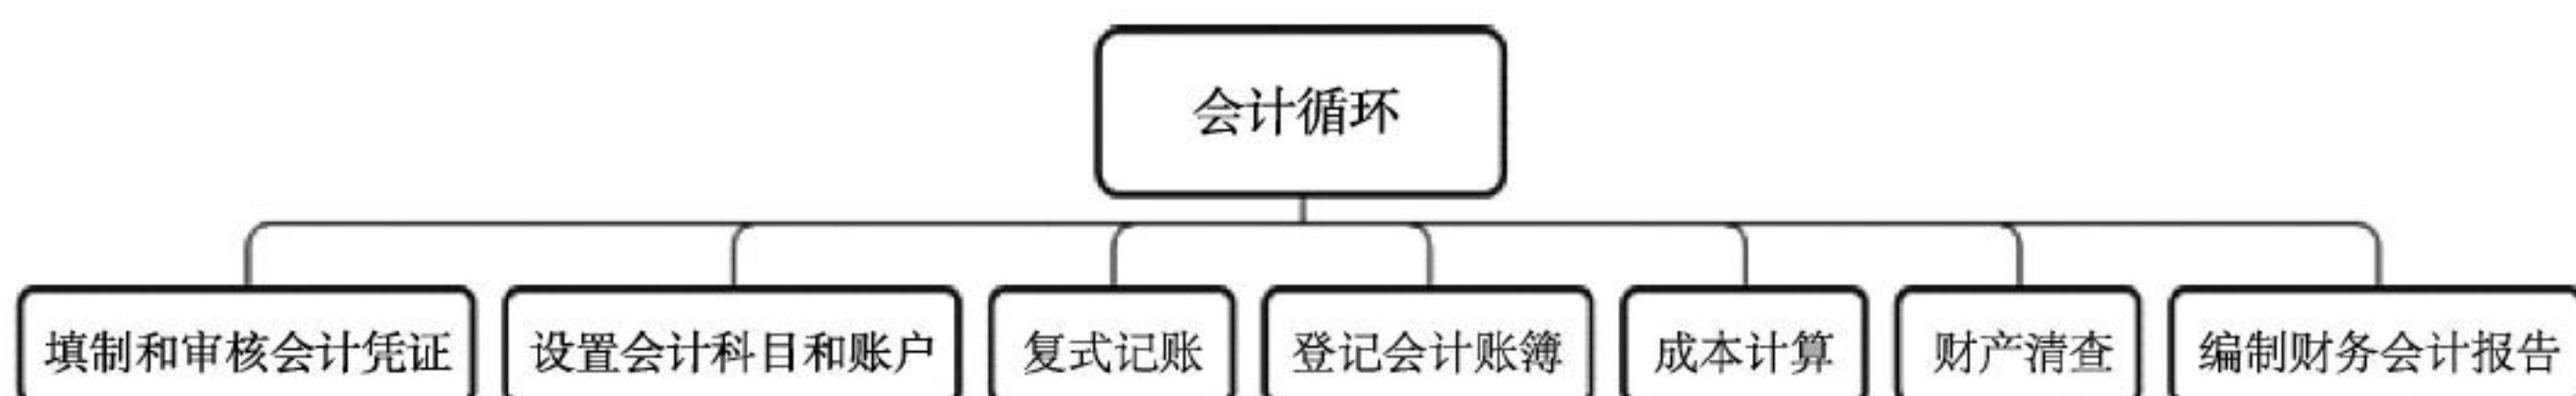 会计循环
填制和审核会计凭证
设置会计科目和账户
复式记账
登记会计账簿
成本计算
财产清查
编制财务会计报告